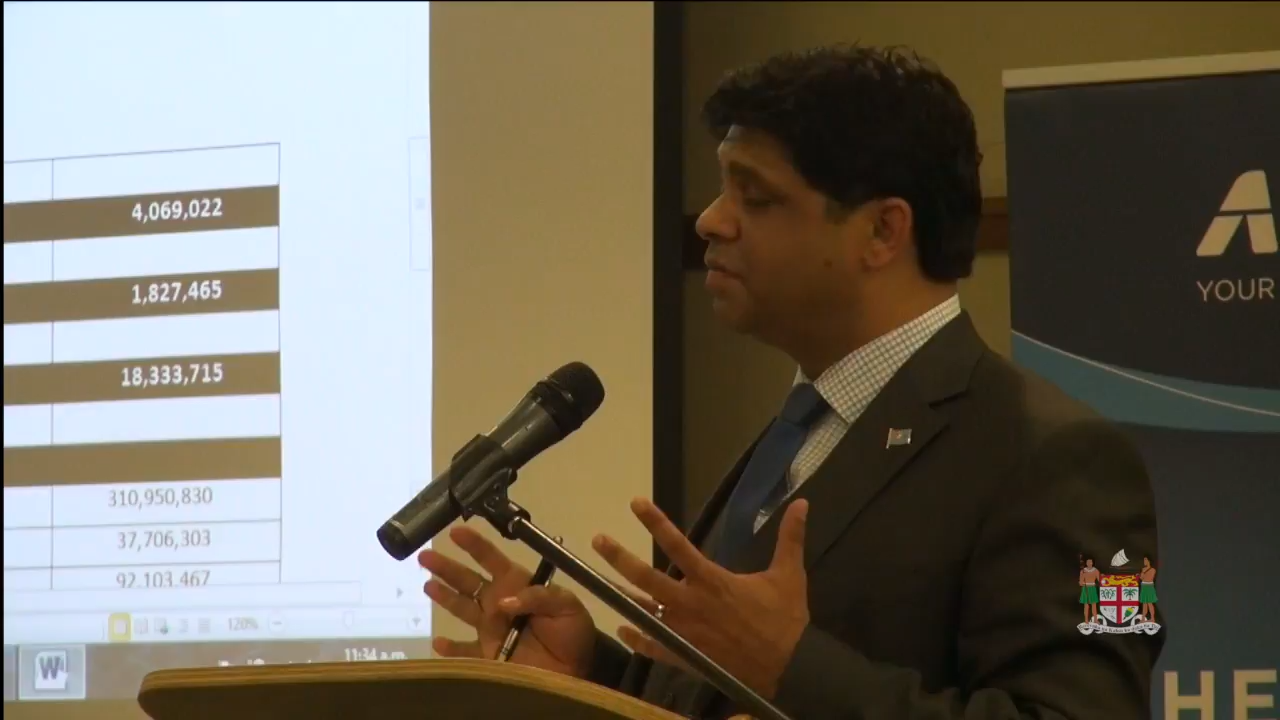 4,069,022
1,827,465
18,333,715
310,950,830
37,706,303
92,103,467
120%
11:34 a.m.
W
A
YOUR
HE